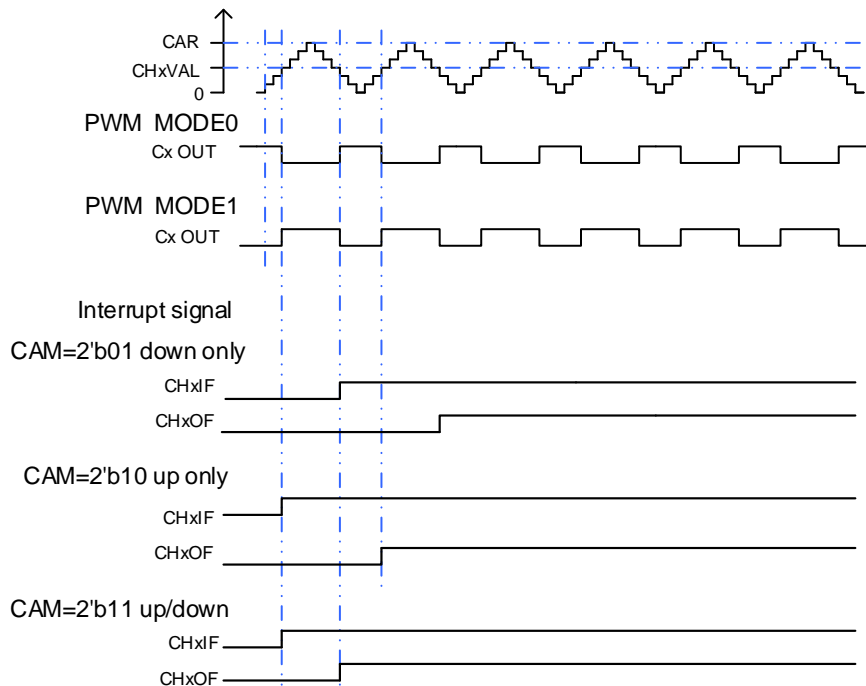 CAR
CHxVAL
0
PWM MODE0
Cx OUT
PWM MODE1
Cx OUT
Interrupt signal
CAM=2'b01 down only
CHxIF
CHxOF
CAM=2'b10 up only
CHxIF
CHxOF
CAM=2'b11 up/down
CHxIF
CHxOF